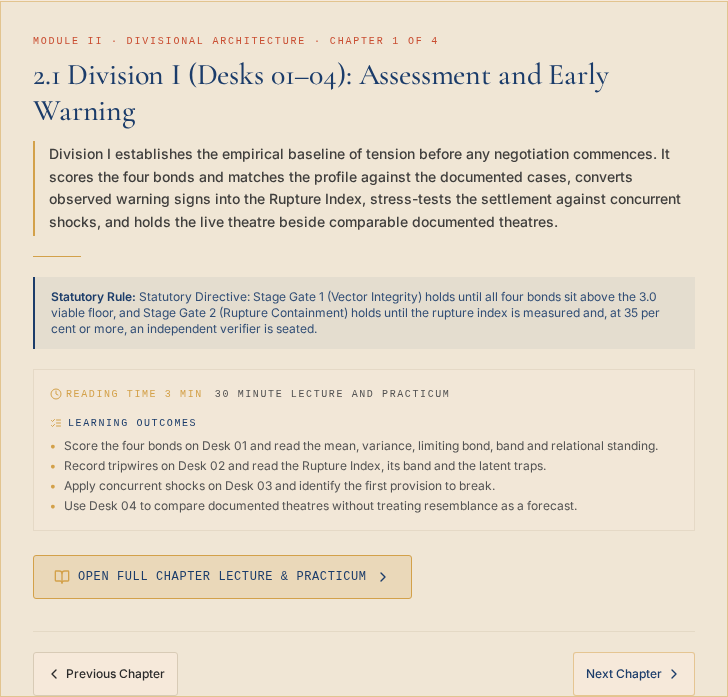 MODULE II · DIVISIONAL ARCHITECTURE · CHAPTER 1 OF 4
2.1 Division I (Desks 01–04): Assessment and Early
Warning
Division I establishes the empirical baseline of tension before any negotiation commences. It
scores the four bonds and matches the profile against the documented cases, converts
observed warning signs into the Rupture Index, stress-tests the settlement against concurrent
shocks, and holds the live theatre beside comparable documented theatres.
Statutory Rule: Statutory Directive: Stage Gate 1 (Vector Integrity) holds until all four bonds sit above the 3.0
viable floor, and Stage Gate 2 (Rupture Containment) holds until the rupture index is measured and, at 35 per
cent or more, an independent verifier is seated.
READING TIME 3 MIN 30 MINUTE LECTURE AND PRACTICUM
LEARNING OUTCOMES
• Score the four bonds on Desk 01 and read the mean, variance, limiting bond, band and relational standing.
• Record tripwires on Desk 02 and read the Rupture Index, its band and the latent traps.
• Apply concurrent shocks on Desk 03 and identify the first provision to break.
• Use Desk 04 to compare documented theatres without treating resemblance as a forecast.
OPEN FULL CHAPTER LECTURE & PRACTICUM
Previous Chapter
Next Chapter